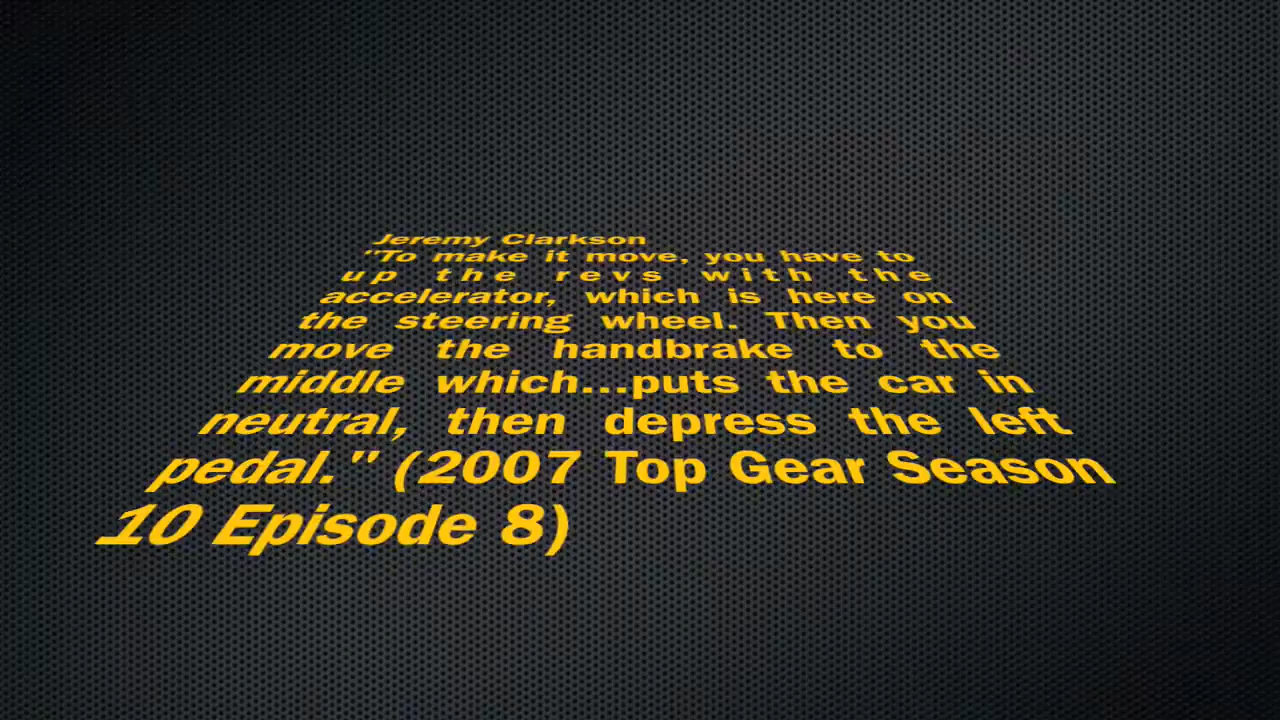 Jeremy Clarkson
"To make it move, you have to
up the revs with the
accelerator, which is here on
the steering wheel. Then you
move the handbrake to the
middle which...puts the car in
neutral, then depress the left
pedal." (2007 Top Gear Season
10 Episode 8)